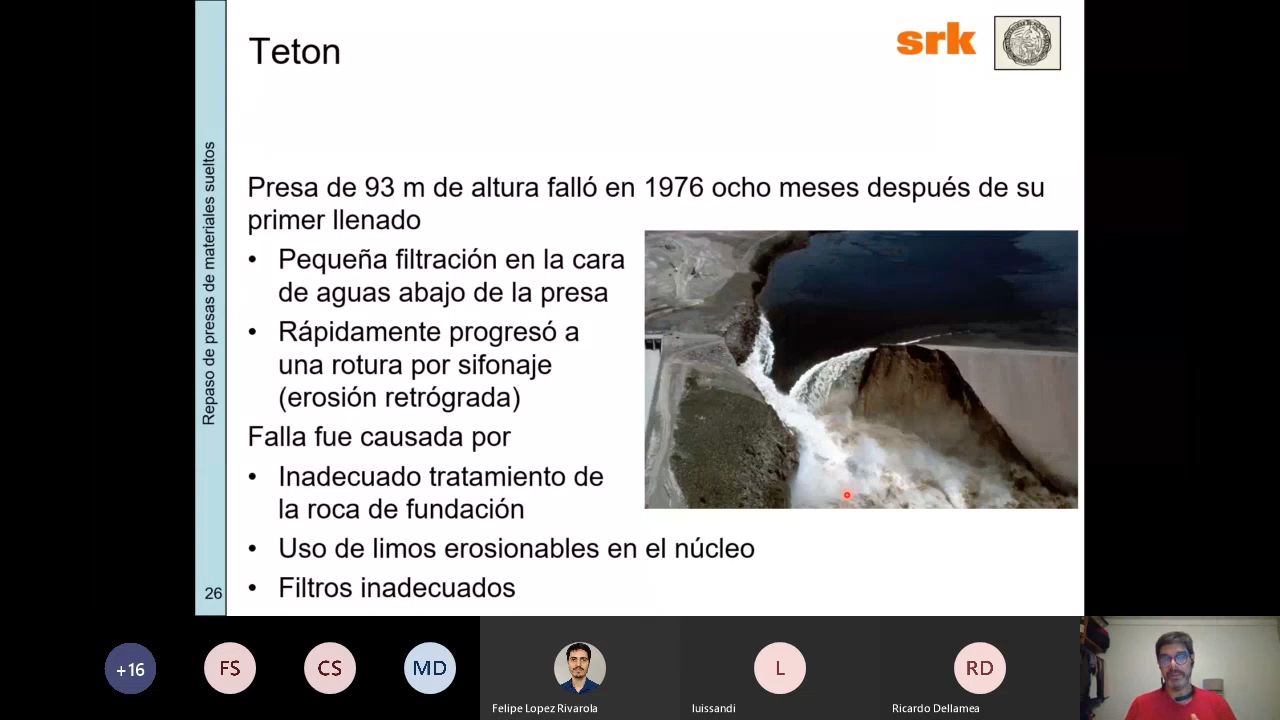 Teton
srk
Repaso de presas de materiales sueltos
Presa de 93 m de altura falló en 1976 ocho meses después de su
primer llenado
• Pequeña filtración en la cara
de aguas abajo de la presa
• Rápidamente progresó a
una rotura por sifonaje
(erosión retrógrada)
Falla fue causada por
• Inadecuado tratamiento de
la roca de fundación
• Uso de limos erosionables en el núcleo
• Filtros inadecuados
26
+16
FS
CS
MD
L
RD
Felipe Lopez Rivarola
luissandi
Ricardo Dellamea